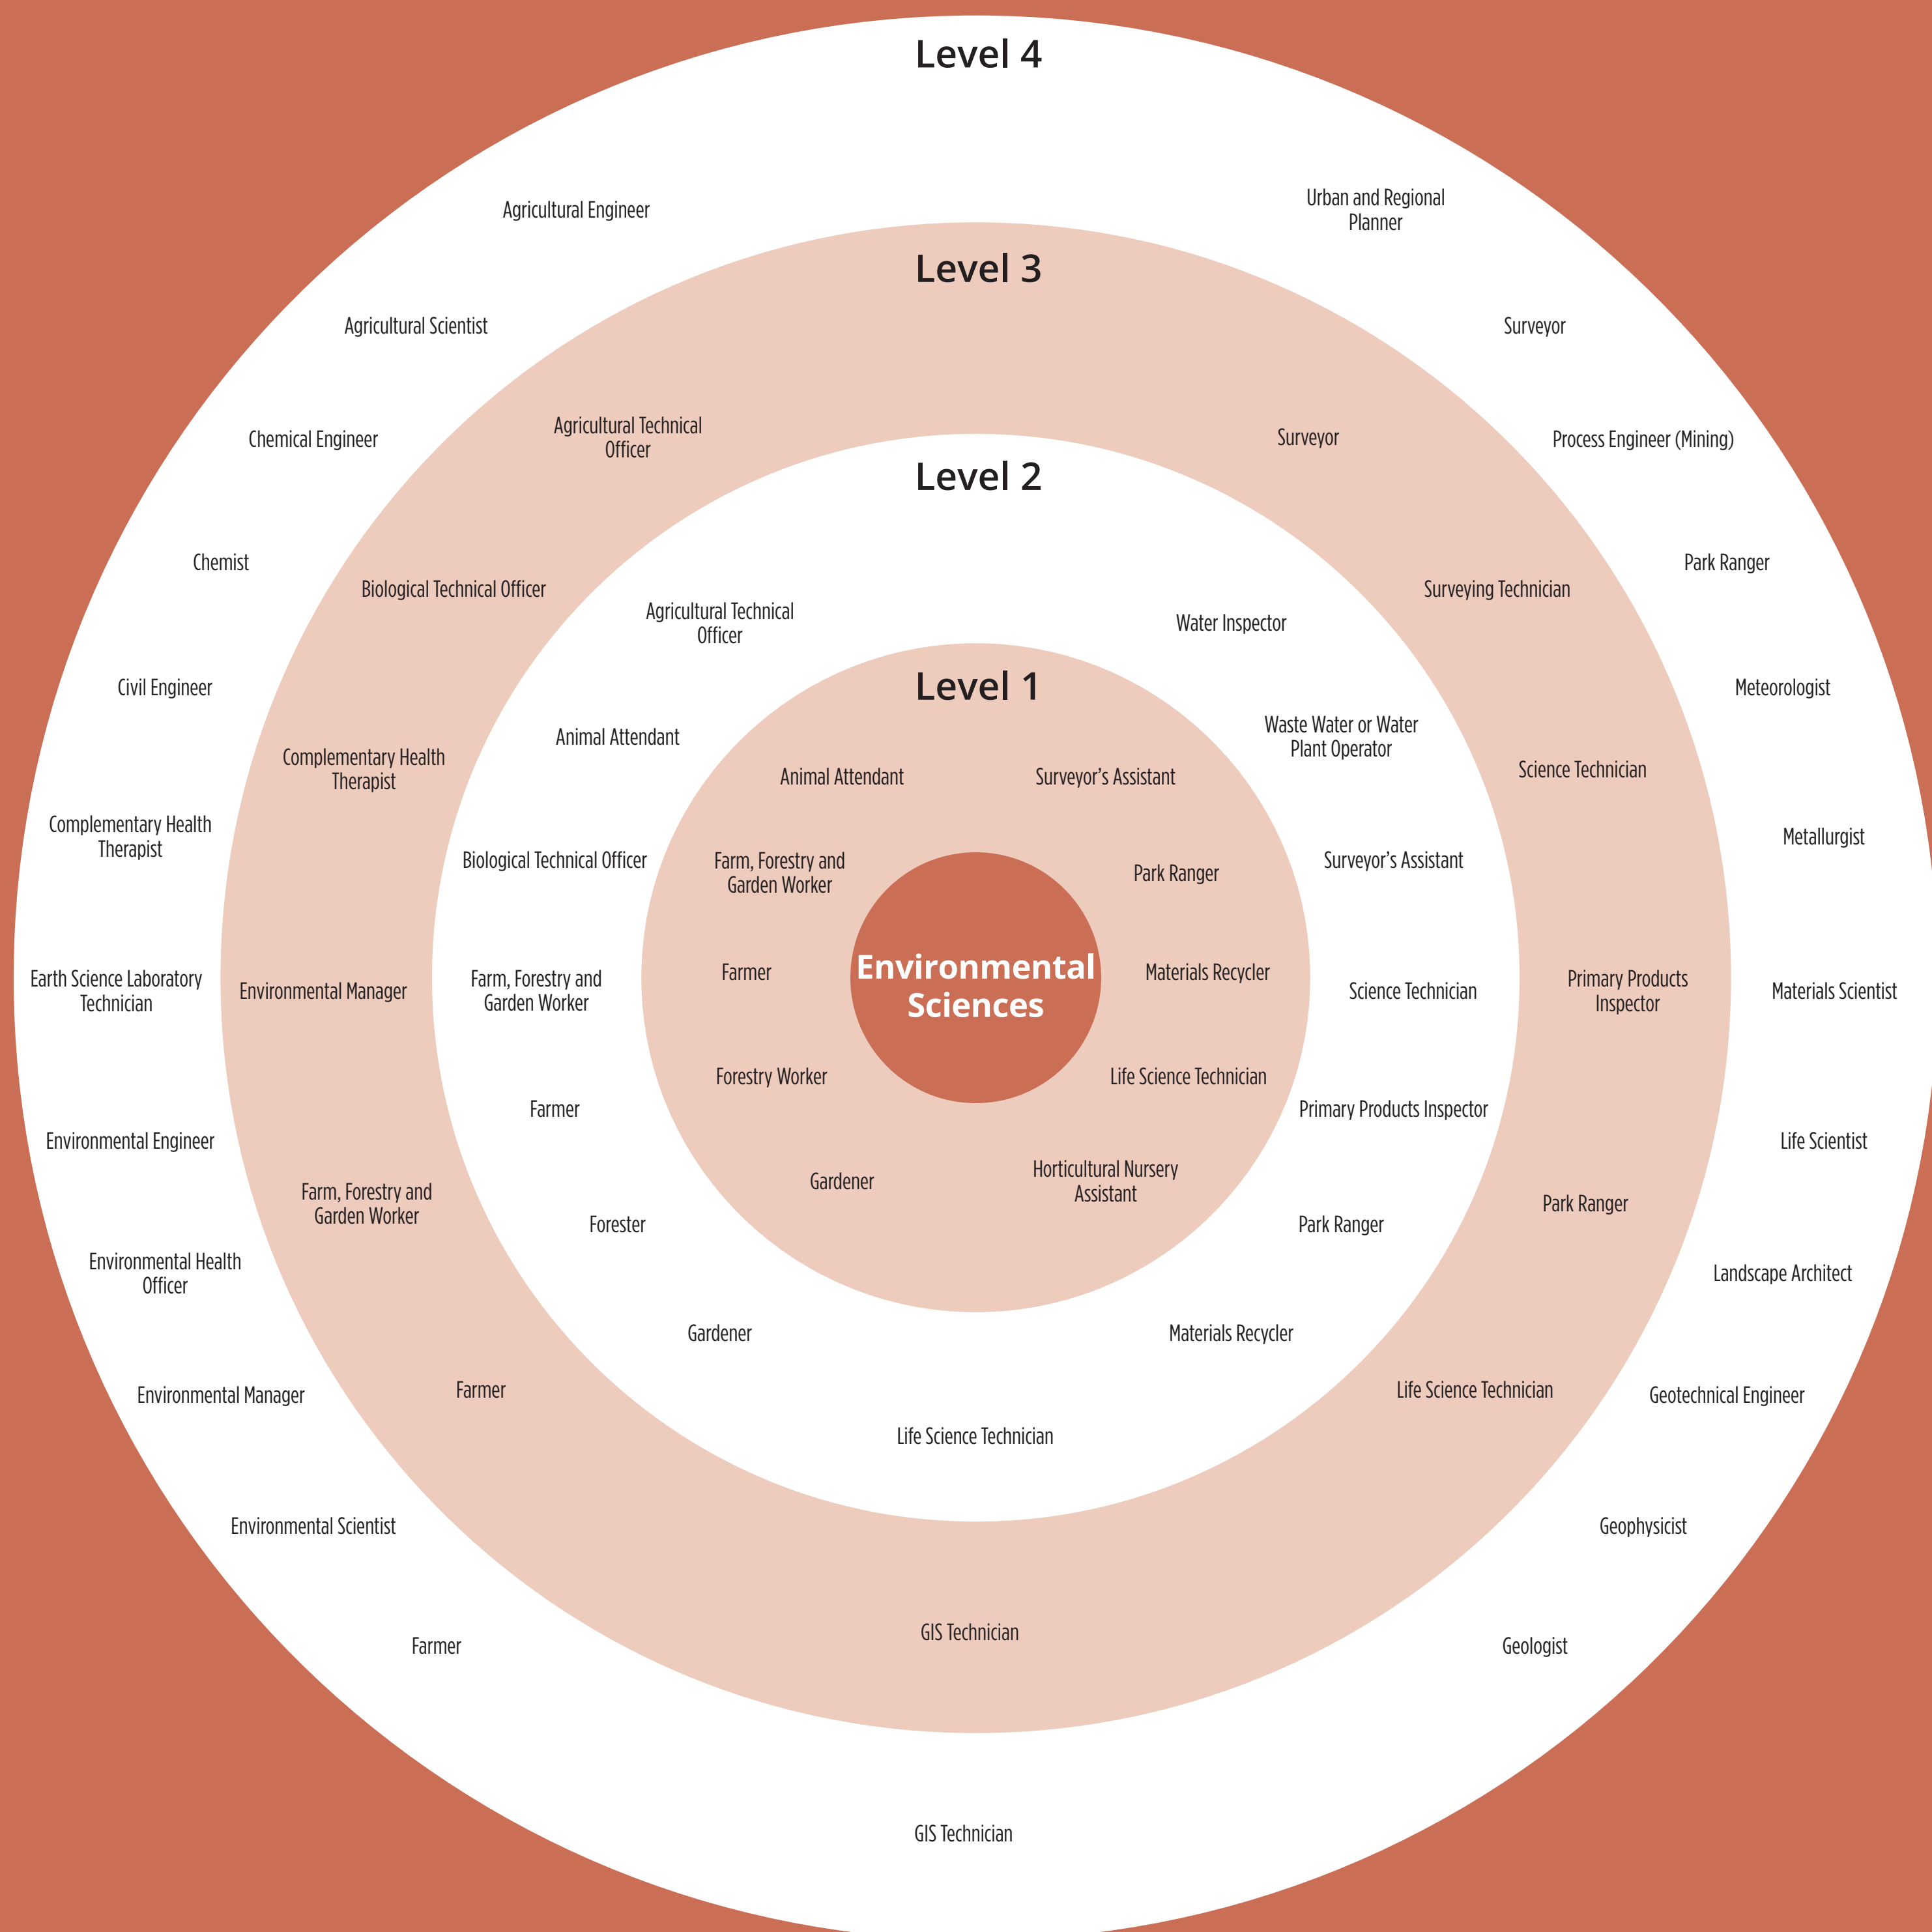 Level 4
Agricultural Engineer
Urban and Regional
Planner
Agricultural Scientist
Surveyor
Chemical Engineer
Process Engineer (Mining)
Chemist
Park Ranger
Civil Engineer
Meteorologist
Complementary Health
Therapist
Metallurgist
Earth Science Laboratory
Technician
Materials Scientist
Environmental Engineer
Life Scientist
Environmental Health
Officer
Landscape Architect
Environmental Manager
Geotechnical Engineer
Environmental Scientist
Geophysicist
Farmer
Geologist
GIS Technician
Level 3
Agricultural Technical
Officer
Surveyor
Biological Technical Officer
Surveying Technician
Complementary Health
Therapist
Science Technician
Environmental Manager
Primary Products
Inspector
Farm, Forestry and
Garden Worker
Park Ranger
Farmer
Life Science Technician
GIS Technician
Level 2
Agricultural Technical
Officer
Water Inspector
Animal Attendant
Waste Water or Water
Plant Operator
Biological Technical Officer
Surveyor’s Assistant
Farm, Forestry and
Garden Worker
Science Technician
Farmer
Primary Products Inspector
Forester
Park Ranger
Gardener
Materials Recycler
Life Science Technician
Level 1
Animal Attendant
Surveyor’s Assistant
Farm, Forestry and
Garden Worker
Park Ranger
Farmer
Materials Recycler
Forestry Worker
Life Science Technician
Gardener
Horticultural Nursery
Assistant
Environmental
Sciences